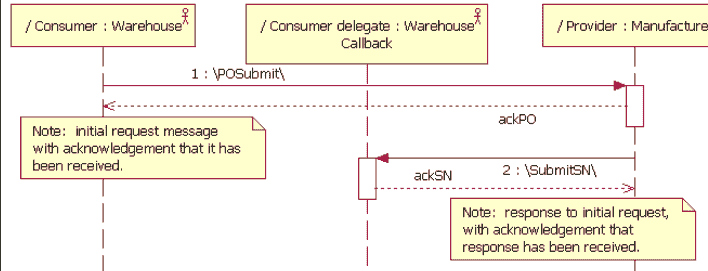 / Consumer : Warehouse
/ Consumer delegate : Warehouse
Callback
/ Provider : Manufacture
1 : \POSubmit\
ackPO
Note: initial request message
with acknowledgement that it has
been received.
2 : \SubmitSN\
ackSN
Note: response to initial request,
with acknowledgement that
response has been received.